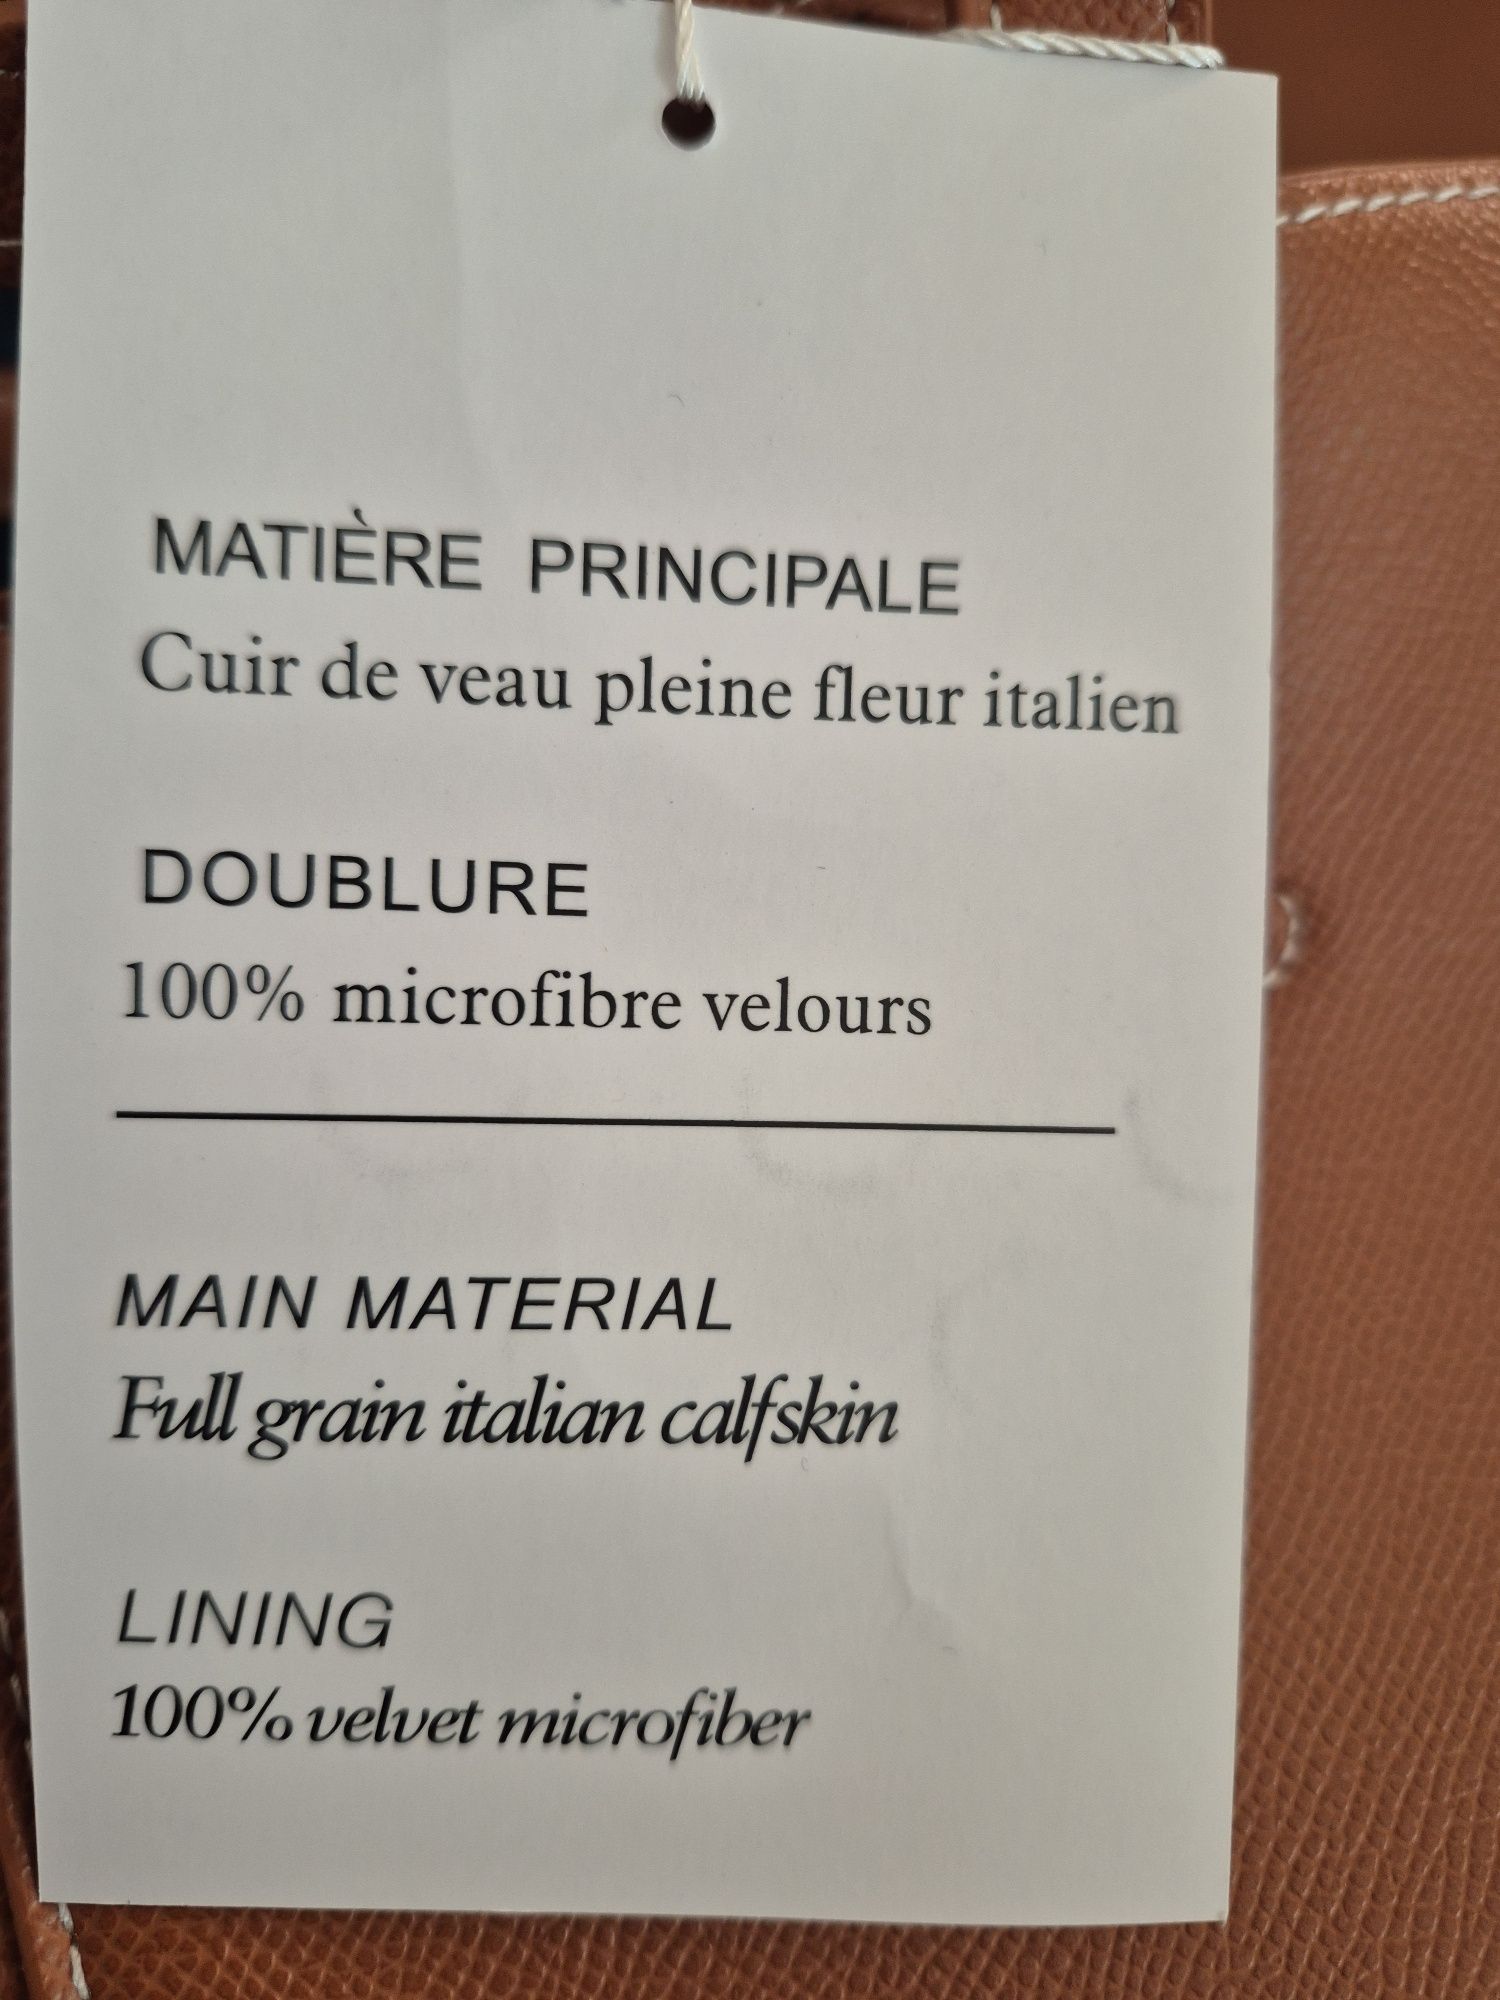 MATIÈRE PRINCIPALE
Cuir de veau pleine fleur italien
DOUBLURE
100% microfibre velours
MAIN MATERIAL
Full grain italian calfskin
LINING
100% velvet microfiber